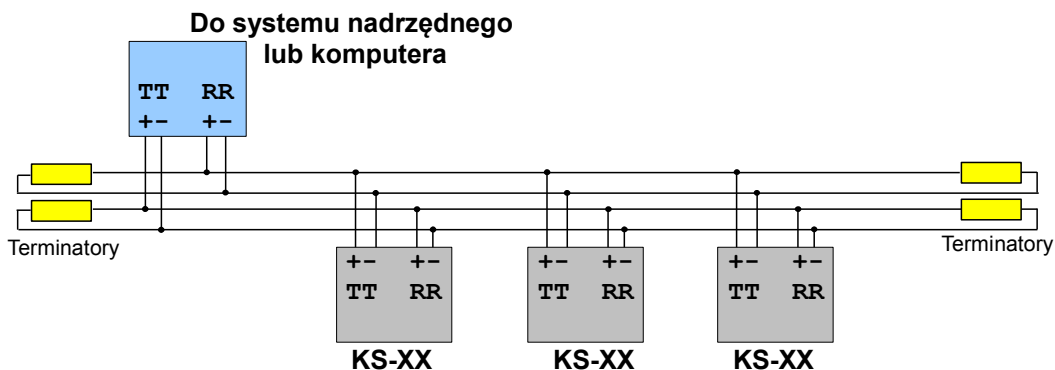 Do systemu nadrzędnego
lub komputera
TT RR
+- +-
Terminatory
Terminatory
+- +- +- +- +- +-
TT RR TT RR TT RR
KS-XX KS-XX KS-XX